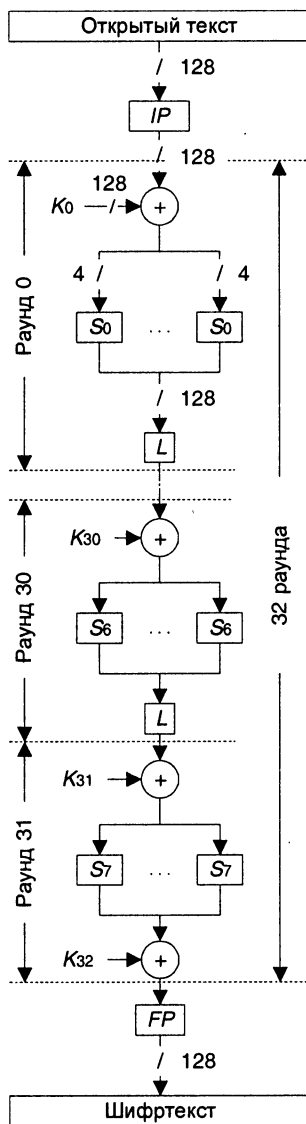 Открытый текст
128
IP
128
K0 128 +
Раунд 0
4 4
S0 ... S0
128
L
K30 +
Раунд 30
S6 ... S6
L
32 раунда
K31 +
Раунд 31
S7 ... S7
K32 +
FP
128
Шифртекст